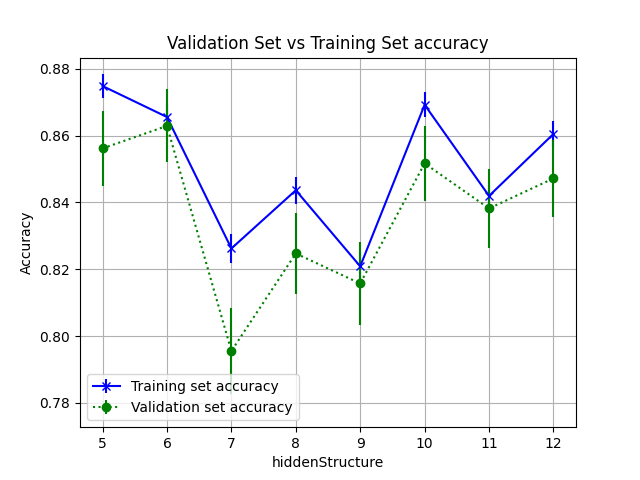 Validation Set vs Training Set accuracy
0.88
0.86
0.84
0.82
0.80
0.78
Accuracy
Training set accuracy
Validation set accuracy
5 6 7 8 9 10 11 12
hiddenStructure